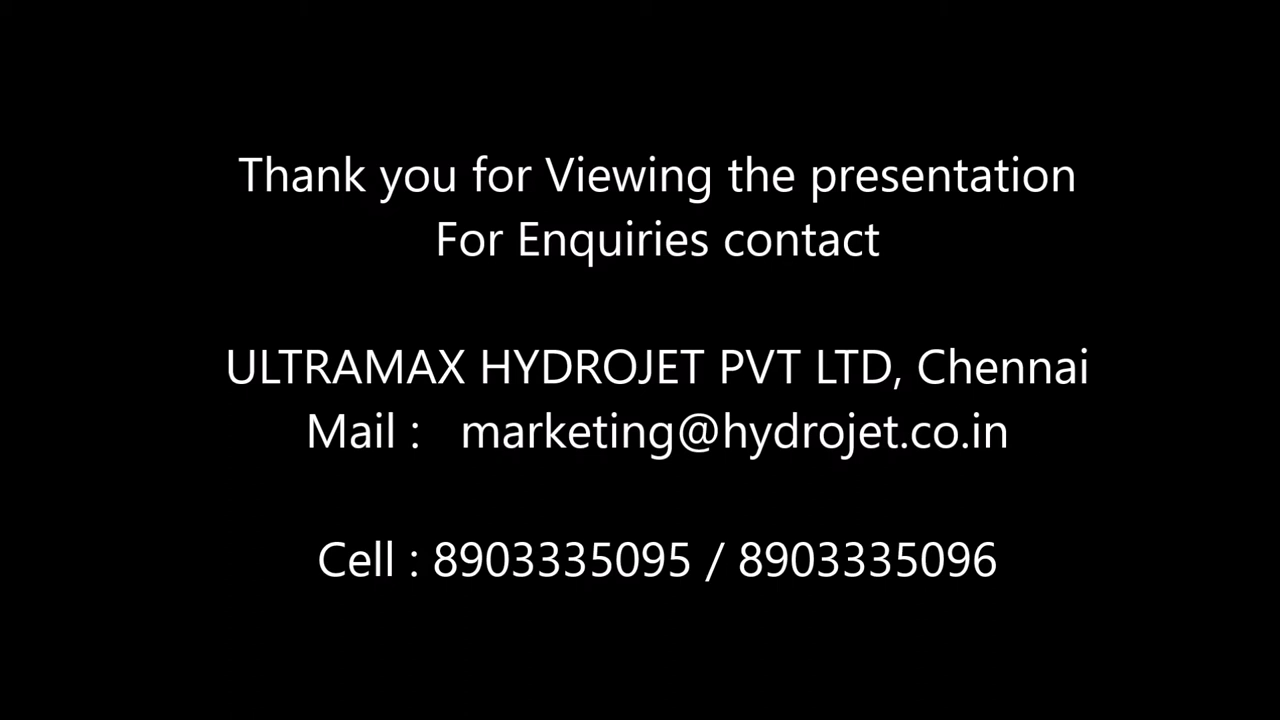 Thank you for Viewing the presentation
For Enquiries contact
ULTRAMAX HYDROJET PVT LTD, Chennai
Mail :   marketing@hydrojet.co.in
Cell : 8903335095 / 8903335096